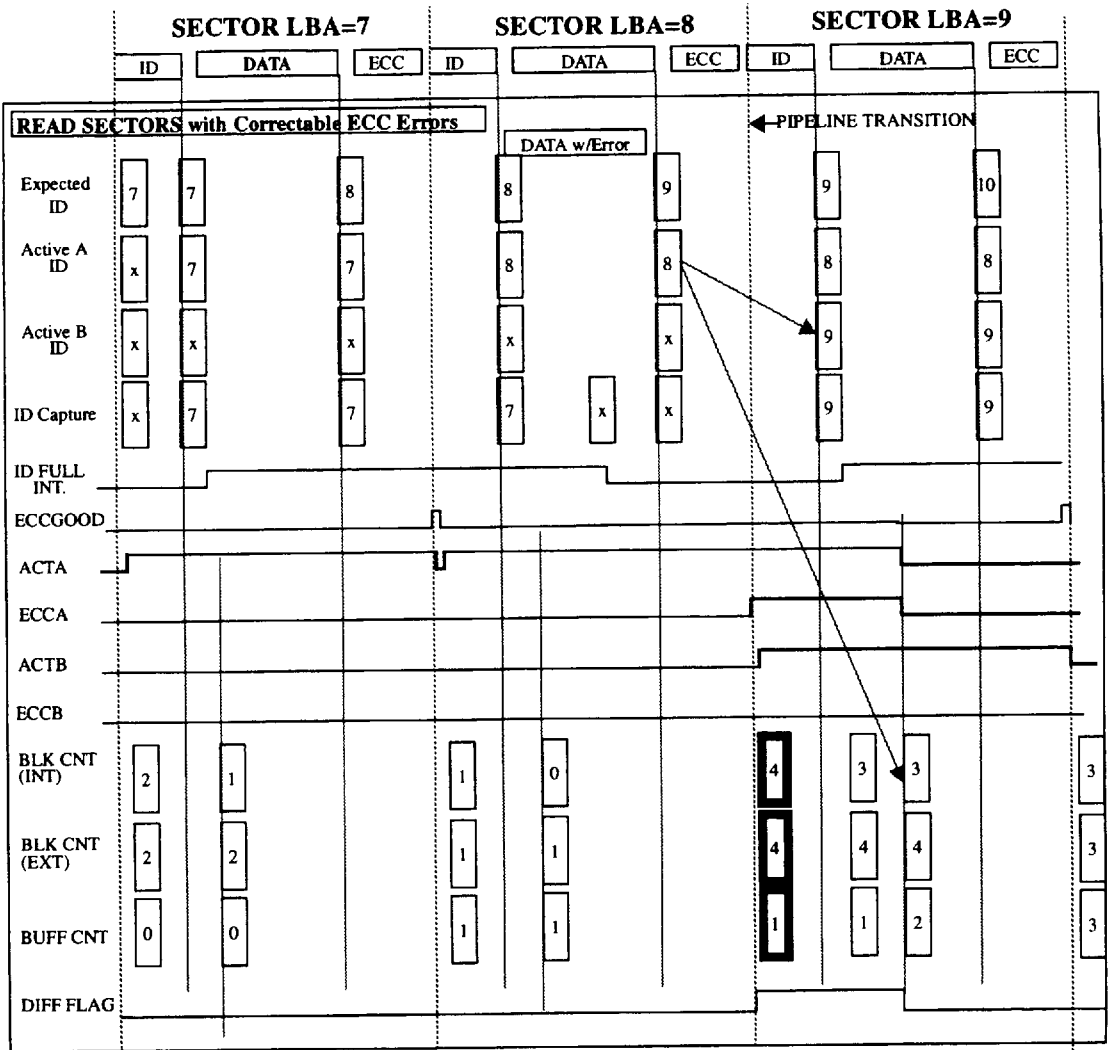 SECTOR LBA=7 SECTOR LBA=8 SECTOR LBA=9
ID DATA ECC ID DATA ECC ID DATA ECC
READ SECTORS with Correctable ECC Errors
PIPELINE TRANSITION
DATA w/Error
Expected ID 7 7 8 8 9 9 10
Active A ID x 7 7 8 8 8 8
Active B ID x x x x x 9 9
ID Capture x 7 7 7 x x 9 9
ID FULL INT.
ECCGOOD
ACTA
ECCA
ACTB
ECCB
BLK CNT (INT) 2 1 1 0 4 3 3 3
BLK CNT (EXT) 2 2 1 1 4 4 4 3
BUFF CNT 0 0 1 1 1 1 2 3
DIFF FLAG